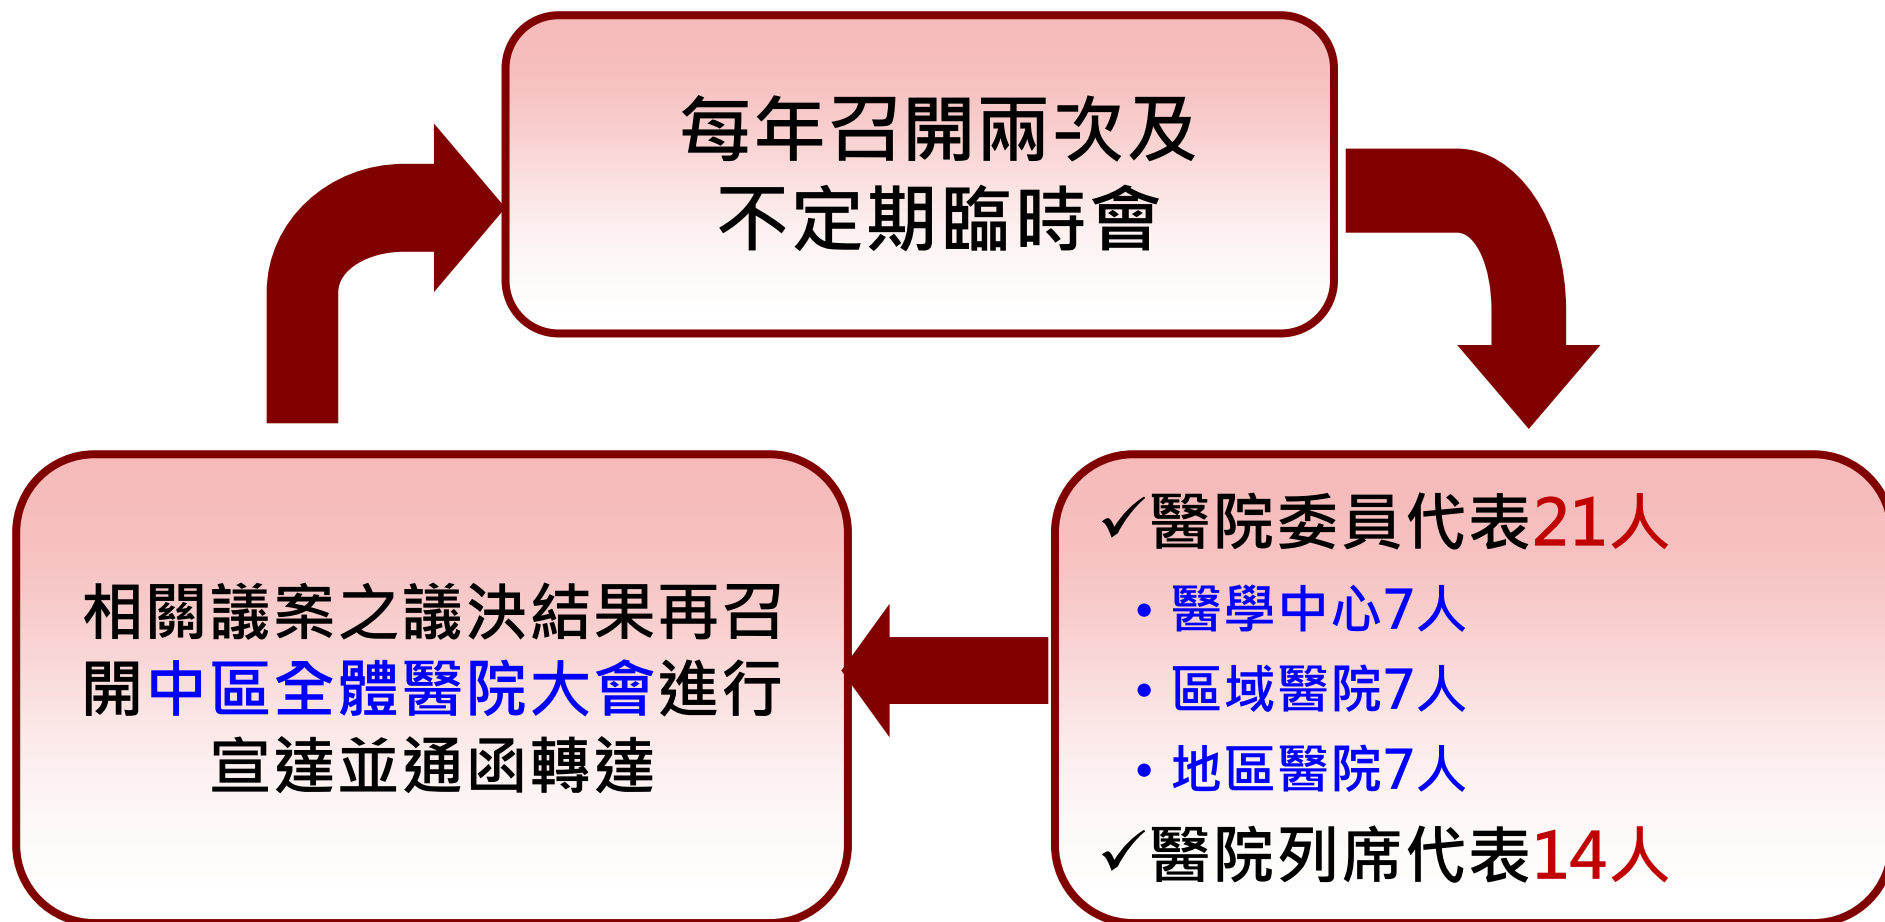 每年召開兩次及
不定期臨時會
✓醫院委員代表21人
•醫學中心7人
•區域醫院7人
•地區醫院7人
✓醫院列席代表14人
相關議案之議決結果再召
開中區全體醫院大會進行
宣達並通函轉達